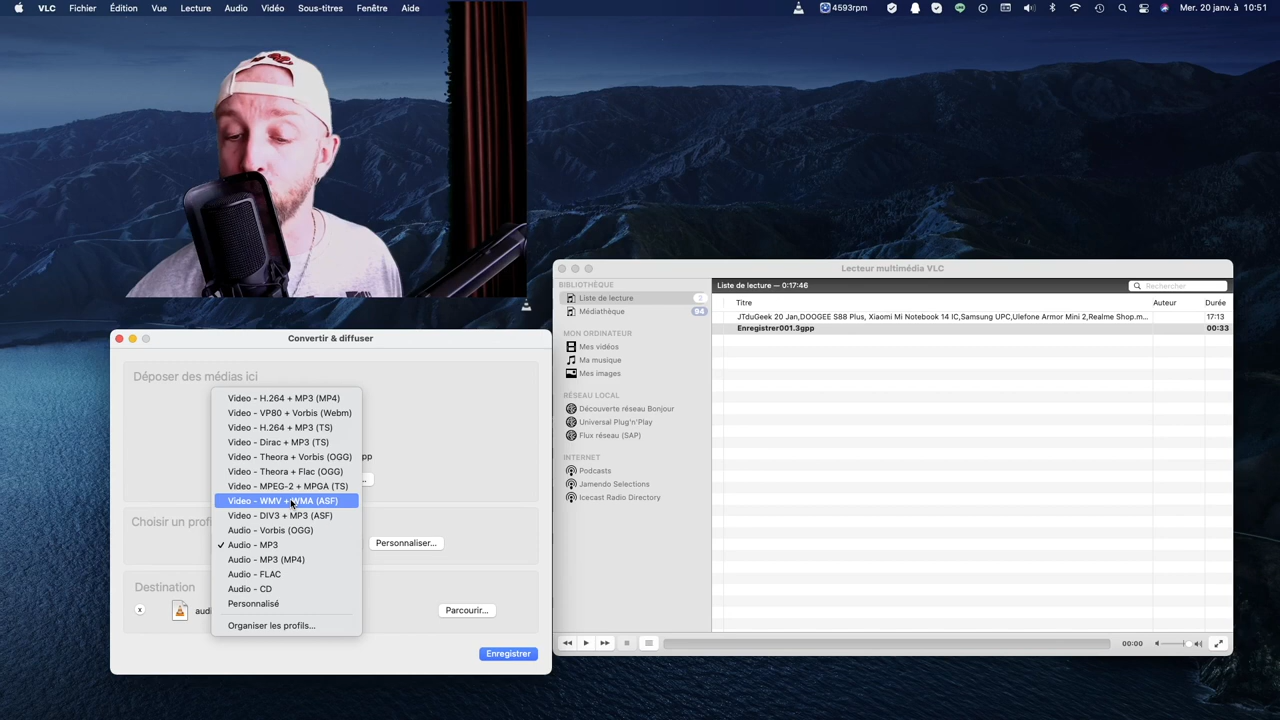 VLC Fichier Édition Vue Lecture Audio Vidéo Sous-titres Fenêtre Aide
4593rpm
Mer. 20 janv. à 10:51
Convertir & diffuser
Déposer des médias ici
Video - H.264 + MP3 (MP4)
Video - VP80 + Vorbis (Webm)
Video - H.264 + MP3 (TS)
Video - Dirac + MP3 (TS)
Video - Theora + Vorbis (OGG)
pp
Video - Theora + Flac (OGG)
Video - MPEG-2 + MPGA (TS)
Video - WMV + WMA (ASF)
Video - DIV3 + MP3 (ASF)
Audio - Vorbis (OGG)
✓ Audio - MP3
Audio - MP3 (MP4)
Audio - FLAC
Audio - CD
Personnalisé
Organiser les profils...
Choisir un profi
Personnaliser...
Destination
x
audi
Parcourir...
Enregistrer
Lecteur multimédia VLC
BIBLIOTHÈQUE
Liste de lecture 2
Médiathèque 94
MON ORDINATEUR
Mes vidéos
Ma musique
Mes images
RÉSEAU LOCAL
Découverte réseau Bonjour
Universal Plug'n'Play
Flux réseau (SAP)
INTERNET
Podcasts
Jamendo Selections
Icecast Radio Directory
Liste de lecture — 0:17:46
Rechercher
Titre Auteur Durée
JTduGeek 20 Jan,DOOGEE S88 Plus, Xiaomi Mi Notebook 14 IC,Samsung UPC,Ulefone Armor Mini 2,Realme Shop.m... 17:13
Enregistrer001.3gpp 00:33
00:00